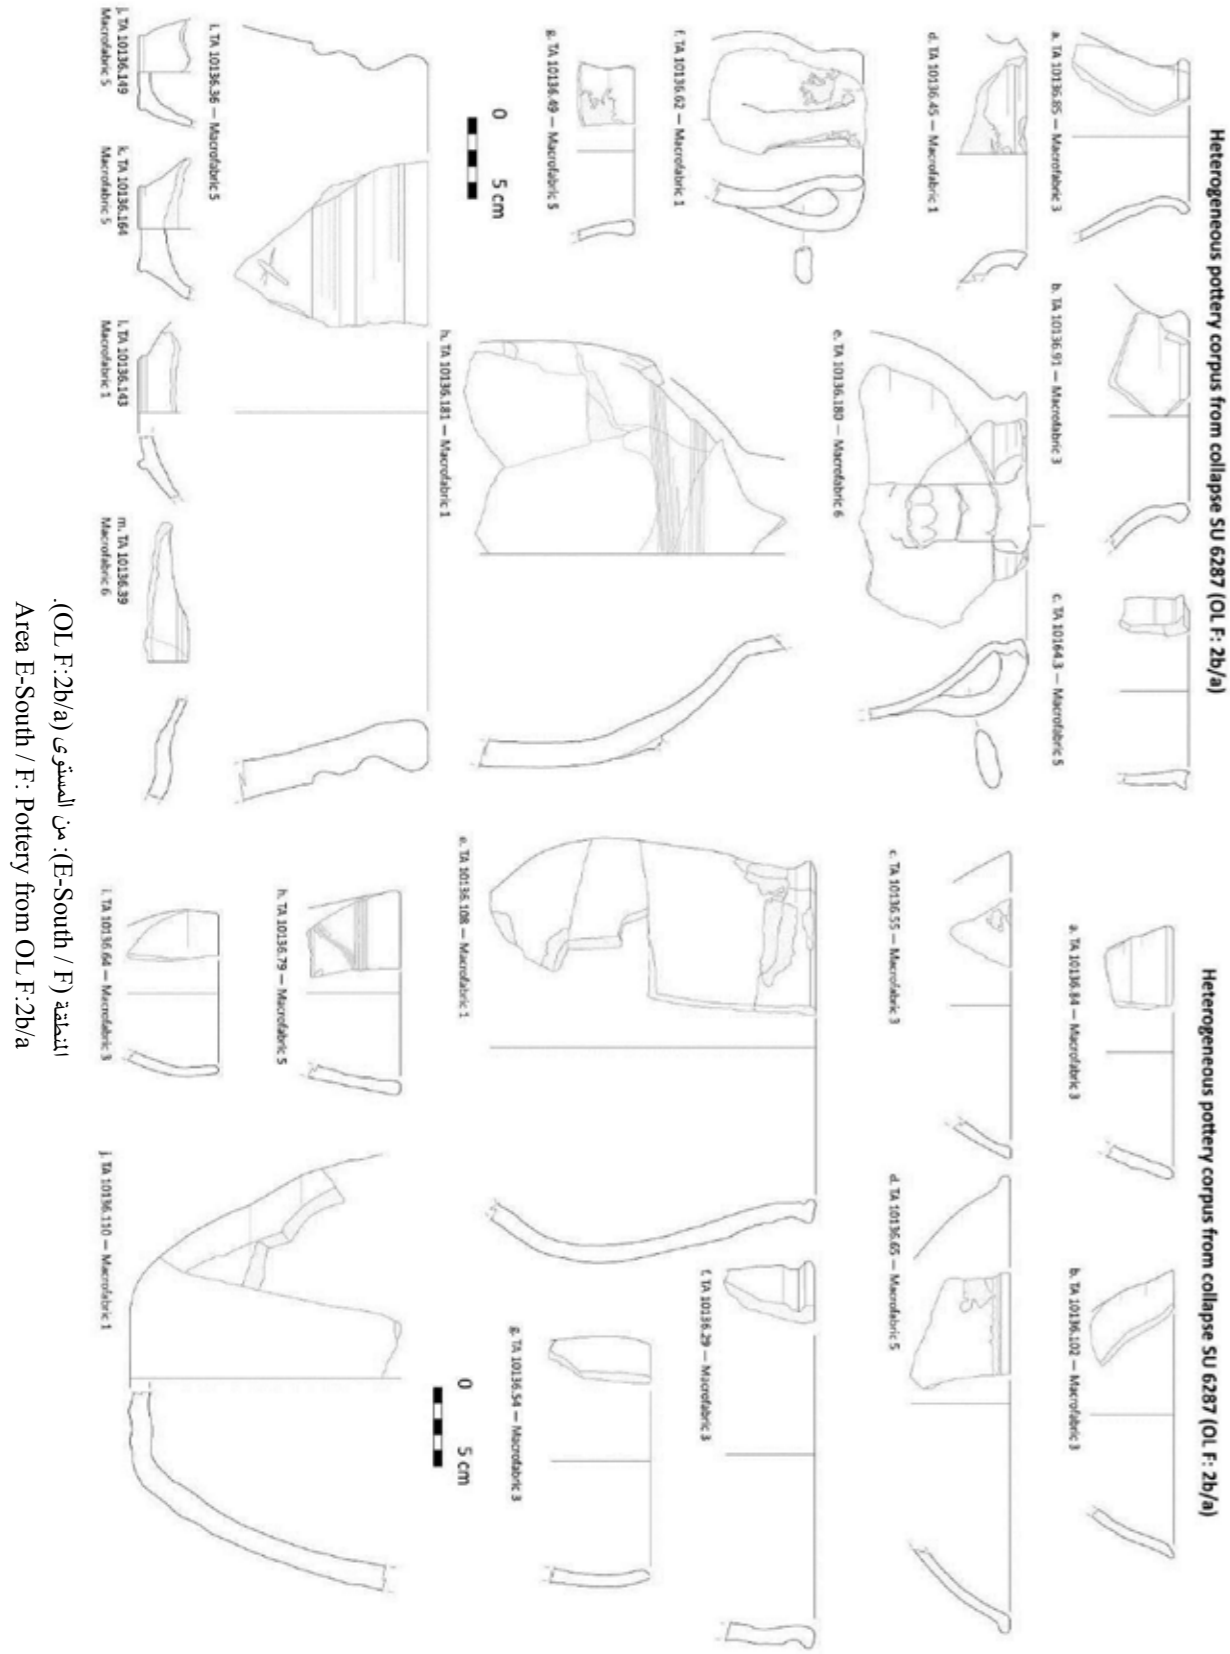 Heterogeneous pottery corpus from collapse SU 6287 (OL F: 2b/a)
a. TA 10136.85 — Macrofabric 3
b. TA 10136.91 — Macrofabric 3
c. TA 10164.3 — Macrofabric 5
d. TA 10136.45 — Macrofabric 1
e. TA 10136.180 — Macrofabric 6
f. TA 10136.62 — Macrofabric 1
g. TA 10136.49 — Macrofabric 5
h. TA 10136.181 — Macrofabric 1
0 5 cm
i. TA 10136.36 — Macrofabric 5
j. TA 10136.149
Macrofabric 5
k. TA 10136.164
Macrofabric 5
l. TA 10136.143
Macrofabric 1
m. TA 10136.39
Macrofabric 6
Heterogeneous pottery corpus from collapse SU 6287 (OL F: 2b/a)
a. TA 10136.84 — Macrofabric 3
b. TA 10136.102 — Macrofabric 3
c. TA 10136.55 — Macrofabric 3
d. TA 10136.65 — Macrofabric 5
e. TA 10136.108 — Macrofabric 1
f. TA 10136.29 — Macrofabric 3
g. TA 10136.54 — Macrofabric 3
h. TA 10136.79 — Macrofabric 5
i. TA 10136.64 — Macrofabric 3
j. TA 10136.110 — Macrofabric 1
0 5 cm
المنطقة (E-South / F): من المستوى (OL F:2b/a).
Area E-South / F: Pottery from OL F:2b/a